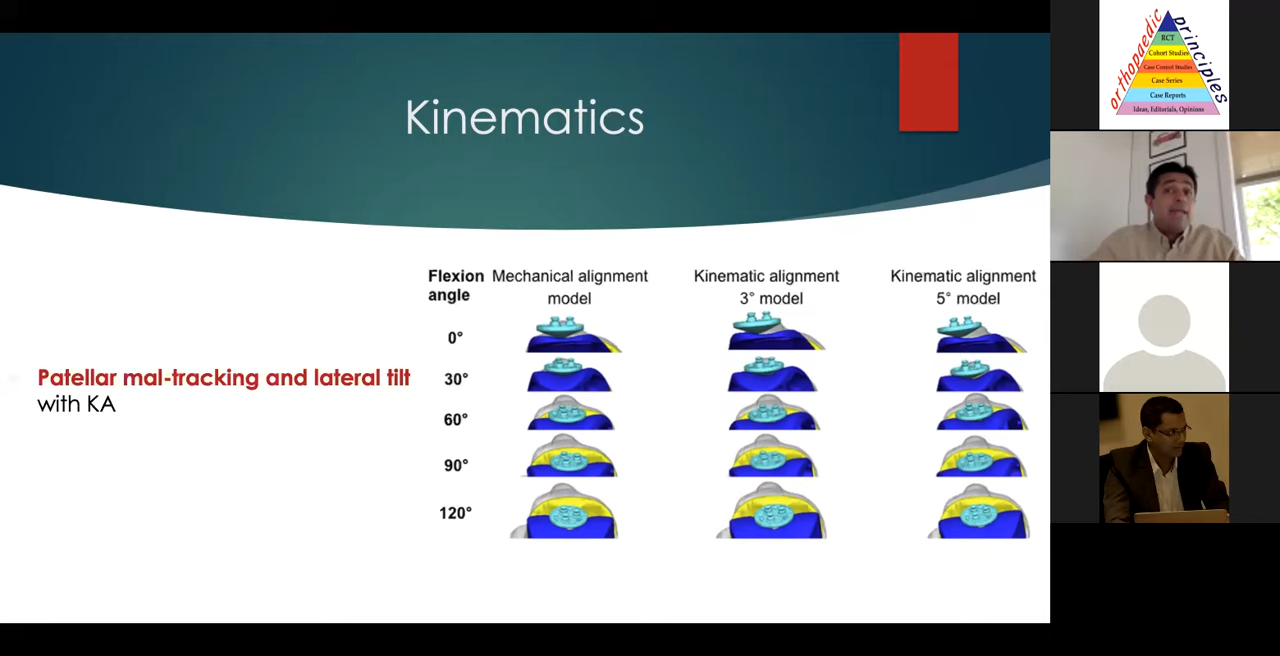 Kinematics
Patellar mal-tracking and lateral tilt
with KA
Flexion
angle
Mechanical alignment
model
Kinematic alignment
3° model
Kinematic alignment
5° model
0°
30°
60°
90°
120°
orthopaedic
principles
RCT
Cohort Studies
Case Control Studies
Case Series
Case Reports
Ideas, Editorials, Opinions